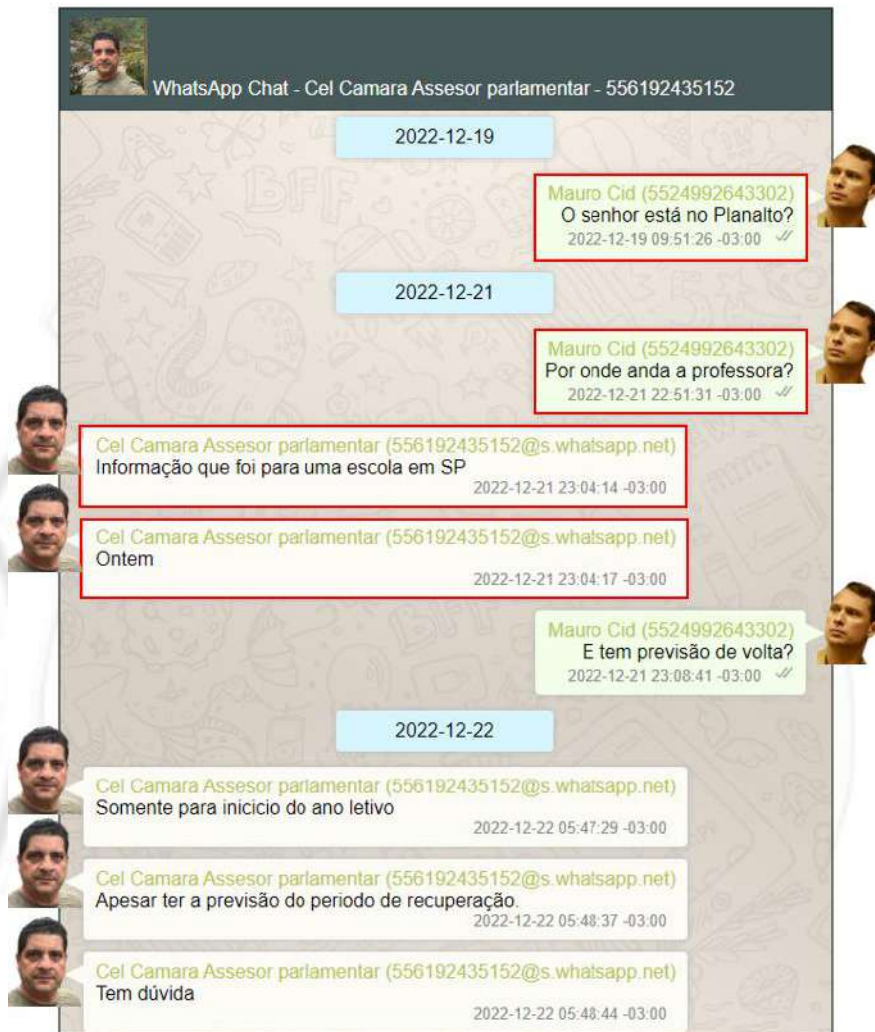 WhatsApp Chat - Cel Camara Assesor parlamentar - 556192435152
2022-12-19
Mauro Cid (5524992643302)
O senhor está no Planalto?
2022-12-19 09:51:26 -03:00
2022-12-21
Mauro Cid (5524992643302)
Por onde anda a professora?
2022-12-21 22:51:31 -03:00
Cel Camara Assesor parlamentar (556192435152@s.whatsapp.net)
Informação que foi para uma escola em SP
2022-12-21 23:04:14 -03:00
Cel Camara Assesor parlamentar (556192435152@s.whatsapp.net)
Ontem
2022-12-21 23:04:17 -03:00
Mauro Cid (5524992643302)
E tem previsão de volta?
2022-12-21 23:08:41 -03:00
2022-12-22
Cel Camara Assesor parlamentar (556192435152@s.whatsapp.net)
Somente para inicicio do ano letivo
2022-12-22 05:47:29 -03:00
Cel Camara Assesor parlamentar (556192435152@s.whatsapp.net)
Apesar ter a previsão do periodo de recuperação.
2022-12-22 05:48:37 -03:00
Cel Camara Assesor parlamentar (556192435152@s.whatsapp.net)
Tem dúvida
2022-12-22 05:48:44 -03:00